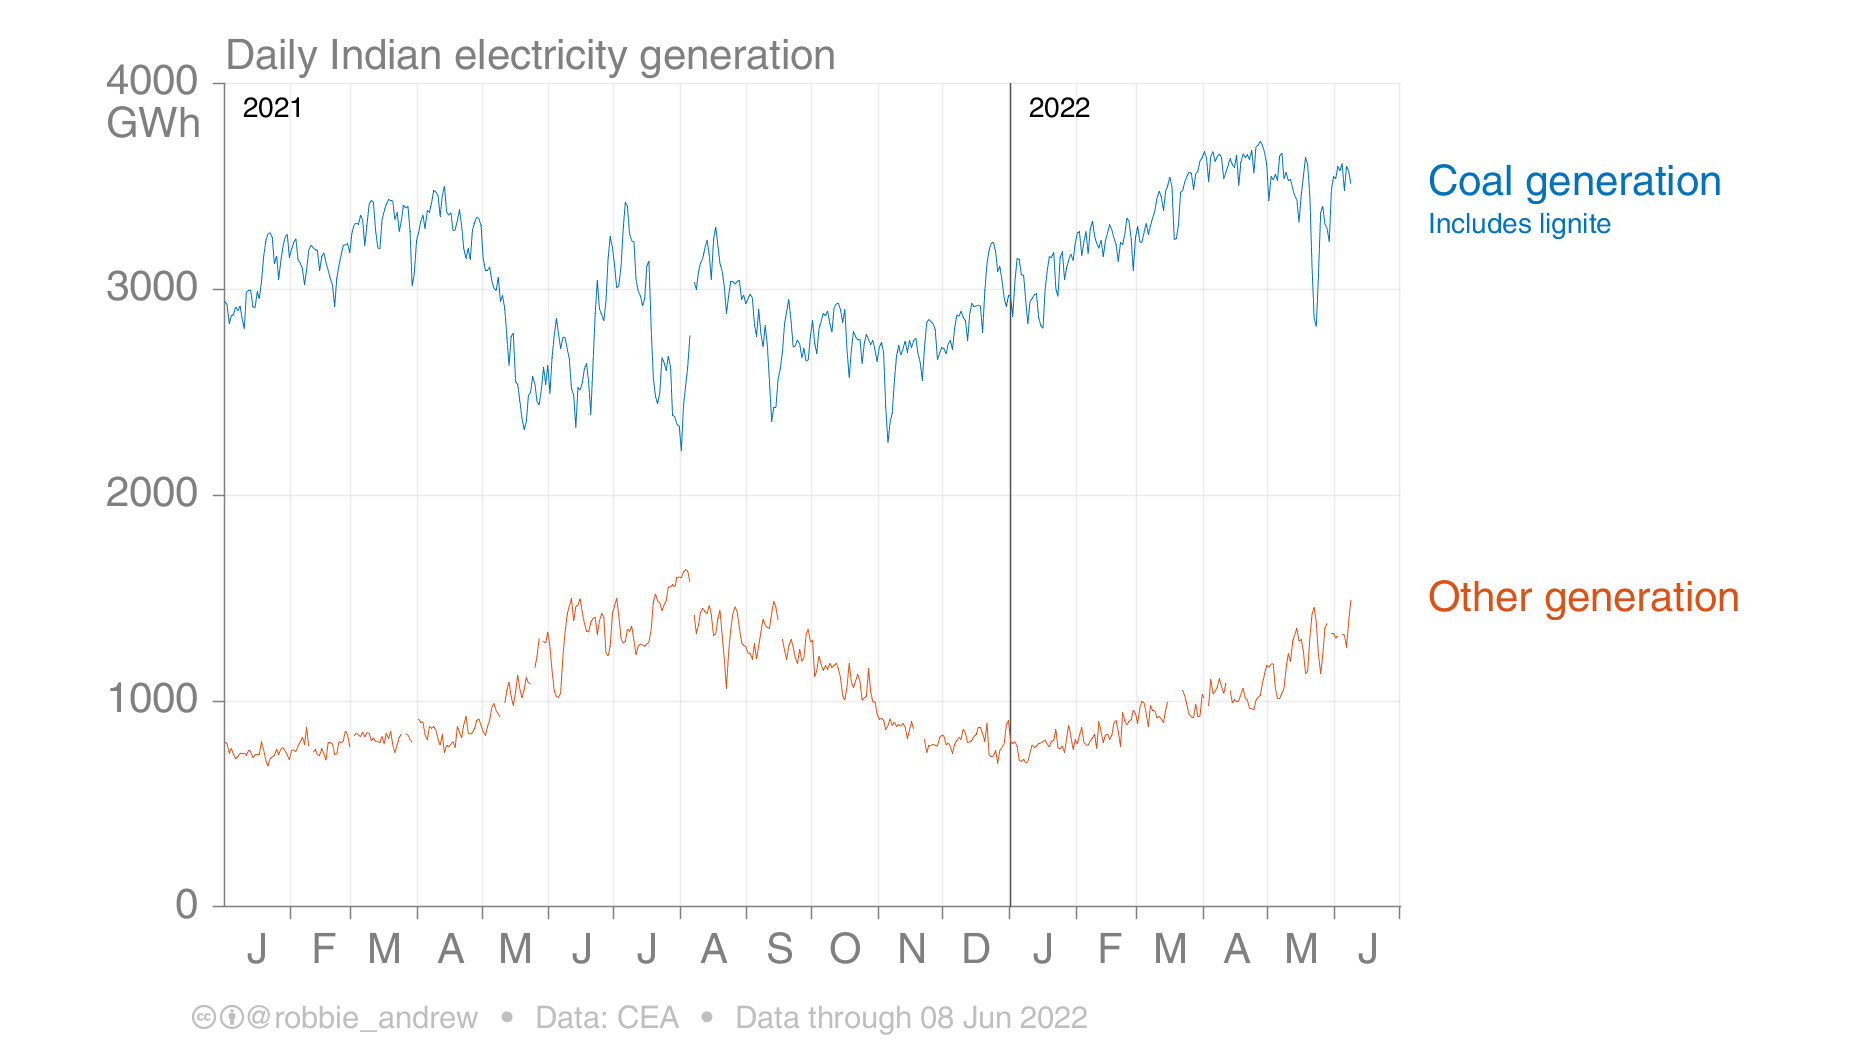 Daily Indian electricity generation
4000
GWh
2021
2022
Coal generation
Includes lignite
3000
2000
Other generation
1000
0
J F M A M J J A S O N D J F M A M J
@robbie_andrew • Data: CEA • Data through 08 Jun 2022